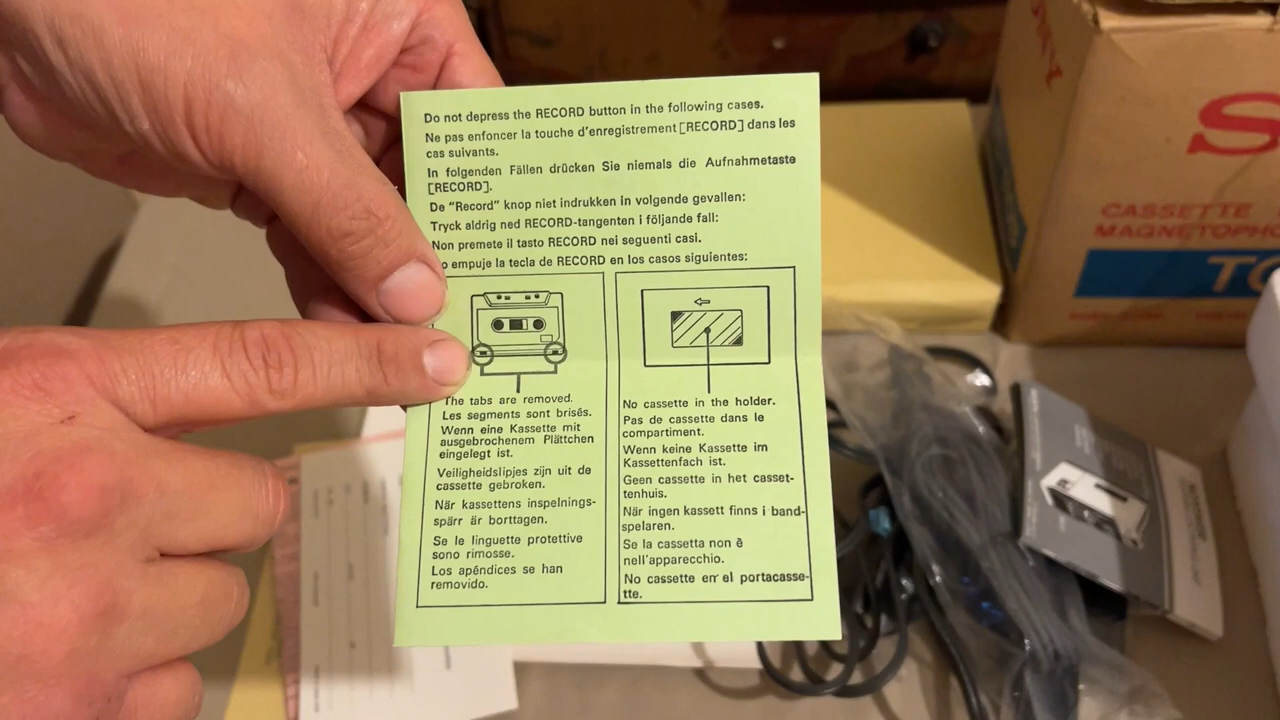 Do not depress the RECORD button in the following cases.
Ne pas enfoncer la touche d'enregistrement [RECORD] dans les
cas suivants.
In folgenden Fällen drücken Sie niemals die Aufnahmetaste
[RECORD].
De "Record" knop niet indrukken in volgende gevallen:
Tryck aldrig ned RECORD-tangenten i följande fall:
Non premete il tasto RECORD nei seguenti casi.
o empuje la tecla de RECORD en los casos siguientes:
The tabs are removed.
Les segments sont brisés.
Wenn eine Kassette mit
ausgebrochenem Plättchen
eingelegt ist.
Veiligheidslipjes zijn uit de
cassette gebroken.
När kassettens inspelnings-
spärr är borttagen.
Se le linguette protettive
sono rimosse.
Los apéndices se han
removido.
No cassette in the holder.
Pas de cassette dans le
compartiment.
Wenn keine Kassette im
Kassettenfach ist.
Geen cassette in het casset-
tenhuis.
När ingen kassett finns i band-
spelaren.
Se la cassetta non è
nell'apparecchio.
No cassette en el portacasse-
tte.
SONY
S
CASSETTE
MAGNETOPHO
TC